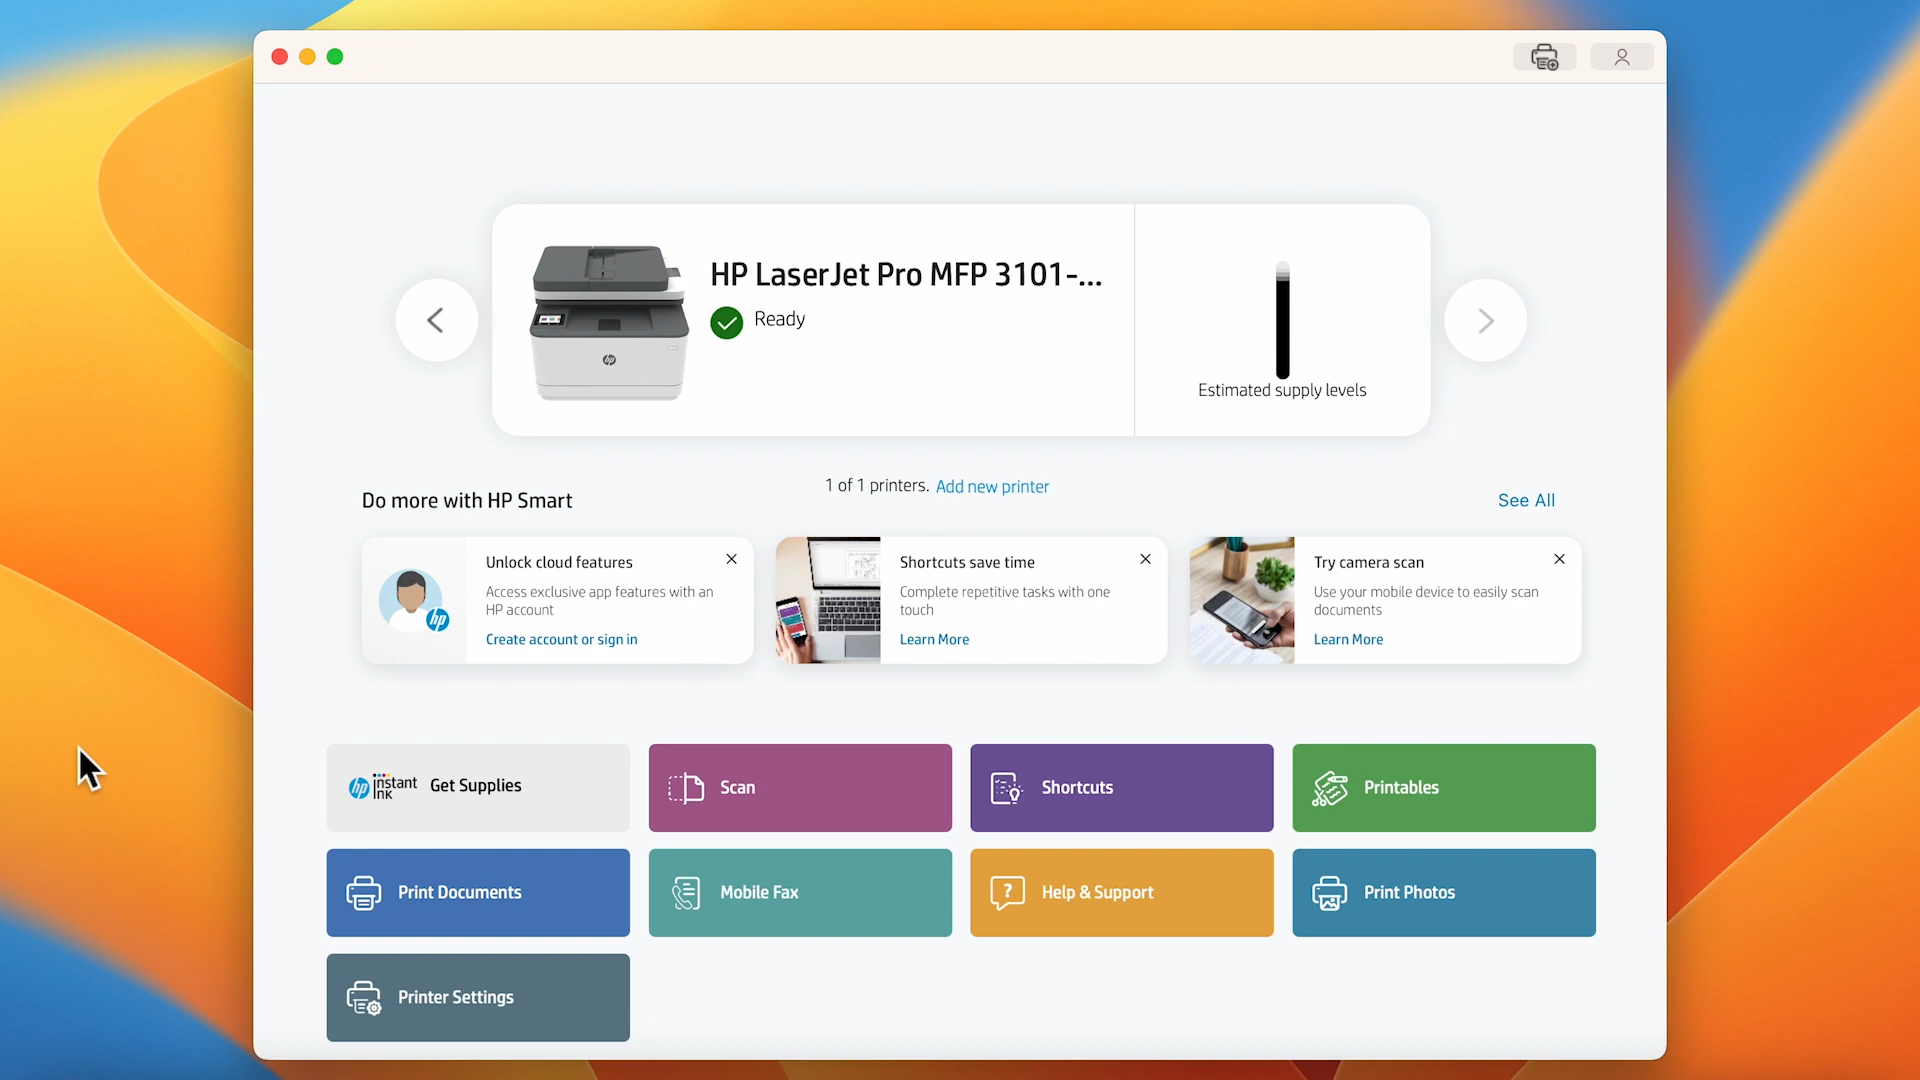 HP LaserJet Pro MFP 3101-...
Ready
Estimated supply levels
1 of 1 printers. Add new printer
Do more with HP Smart
See All
Unlock cloud features
Access exclusive app features with an
HP account
Create account or sign in
hp
Shortcuts save time
Complete repetitive tasks with one
touch
Learn More
Try camera scan
Use your mobile device to easily scan
documents
Learn More
hp instant ink Get Supplies
Scan
Shortcuts
Printables
Print Documents
Mobile Fax
? Help & Support
Print Photos
Printer Settings